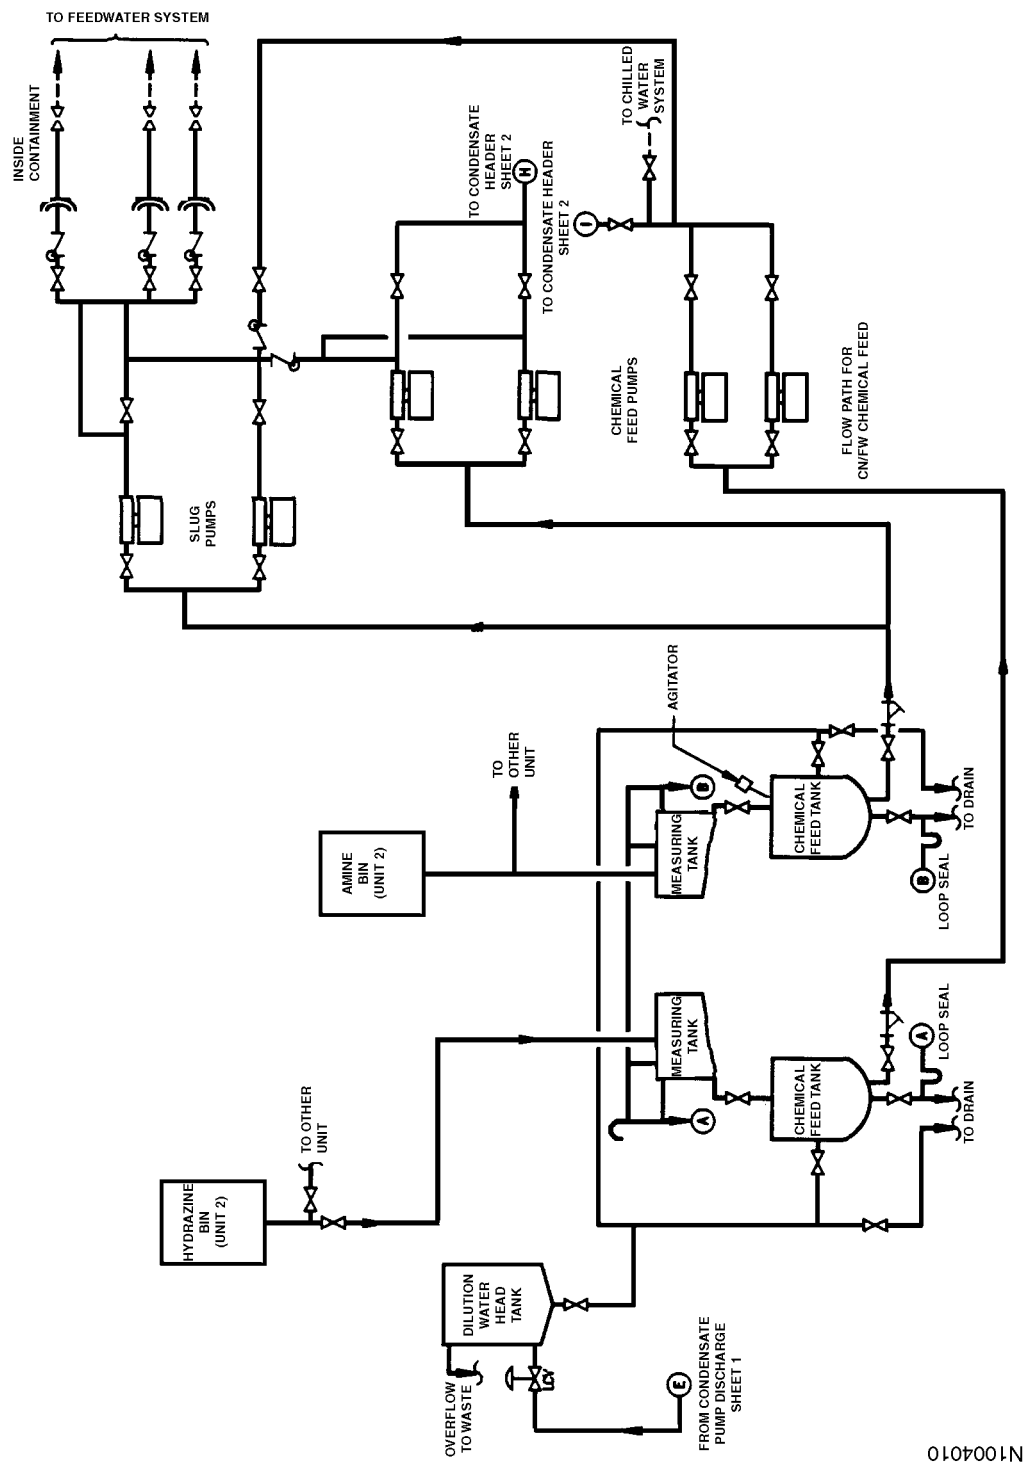 TO FEEDWATER SYSTEM
INSIDE
CONTAINMENT
TO CONDENSATE
HEADER
SHEET 2
H
TO CONDENSATE HEADER
SHEET 2
I
TO CHILLED
WATER
SYSTEM
SLUG
PUMPS
CHEMICAL
FEED PUMPS
FLOW PATH FOR
CN/FW CHEMICAL FEED
AGITATOR
TO
OTHER
UNIT
AMINE
BIN
(UNIT 2)
MEASURING
TANK
B
CHEMICAL
FEED TANK
TO DRAIN
B
LOOP SEAL
MEASURING
TANK
A
CHEMICAL
FEED TANK
A
LOOP SEAL
TO DRAIN
TO OTHER
UNIT
HYDRAZINE
BIN
(UNIT 2)
DILUTION
WATER
HEAD
TANK
OVERFLOW
TO WASTE
LCV
E
FROM CONDENSATE
PUMP DISCHARGE
SHEET 1
N1004010